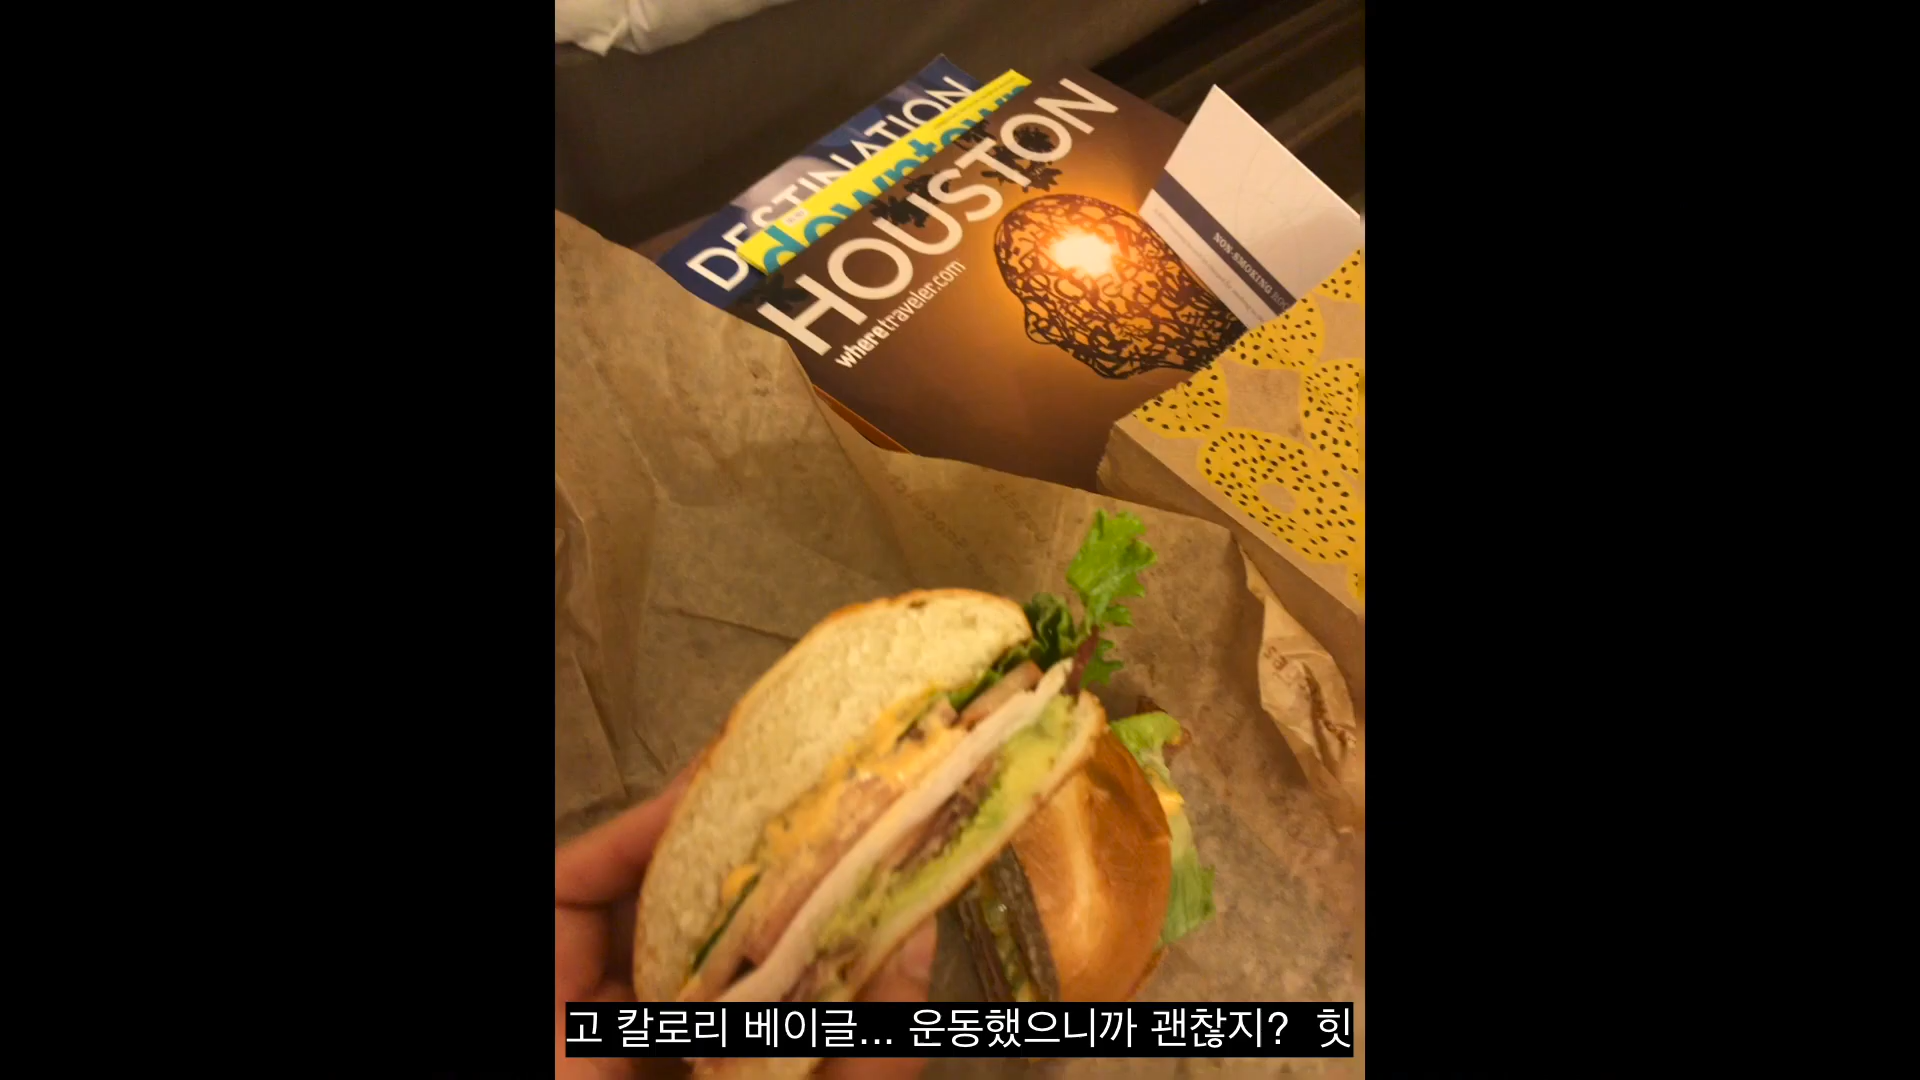 DESTINATION
downtown
HOUSTON
wheretraveler.com
NON-SMOKING
고 칼로리 베이글... 운동했으니까 괜찮지? 힛